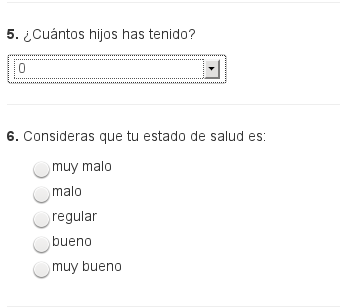 5. ¿Cuántos hijos has tenido?
0
6. Consideras que tu estado de salud es:
muy malo
malo
regular
bueno
muy bueno